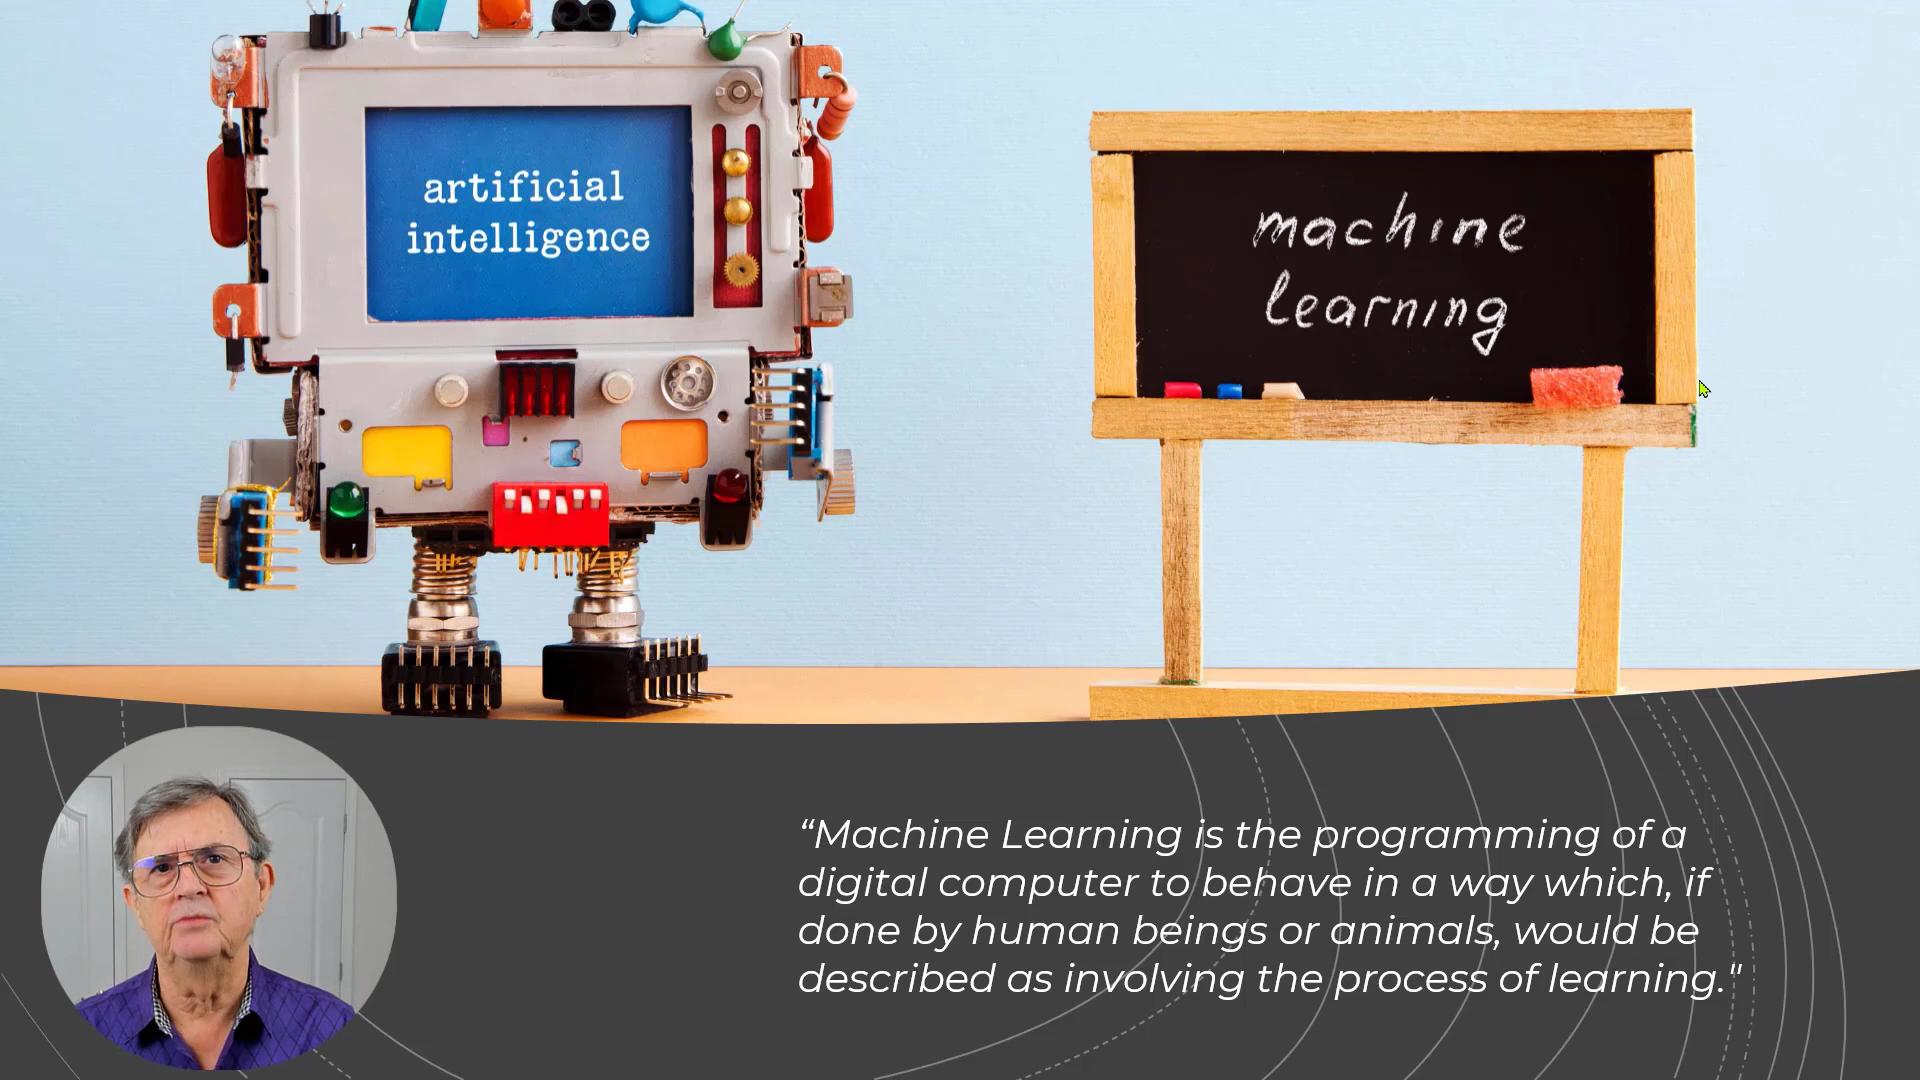 artificial
intelligence
machine
learning
“Machine Learning is the programming of a
digital computer to behave in a way which, if
done by human beings or animals, would be
described as involving the process of learning."